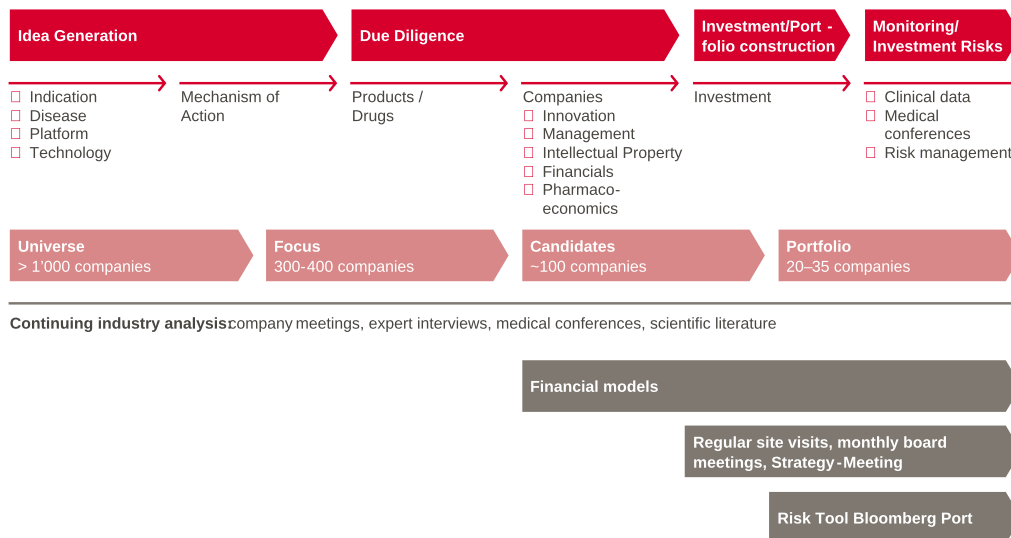 Idea Generation
Due Diligence
Investment/Port -
folio construction
Monitoring/
Investment Risks
Indication
Disease
Platform
Technology
Mechanism of
Action
Products /
Drugs
Companies
Innovation
Management
Intellectual Property
Financials
Pharmaco-
economics
Investment
Clinical data
Medical
conferences
Risk management
Universe
> 1’000 companies
Focus
300-400 companies
Candidates
~100 companies
Portfolio
20–35 companies
Continuing industry analysis: company meetings, expert interviews, medical conferences, scientific literature
Financial models
Regular site visits, monthly board
meetings, Strategy-Meeting
Risk Tool Bloomberg Port